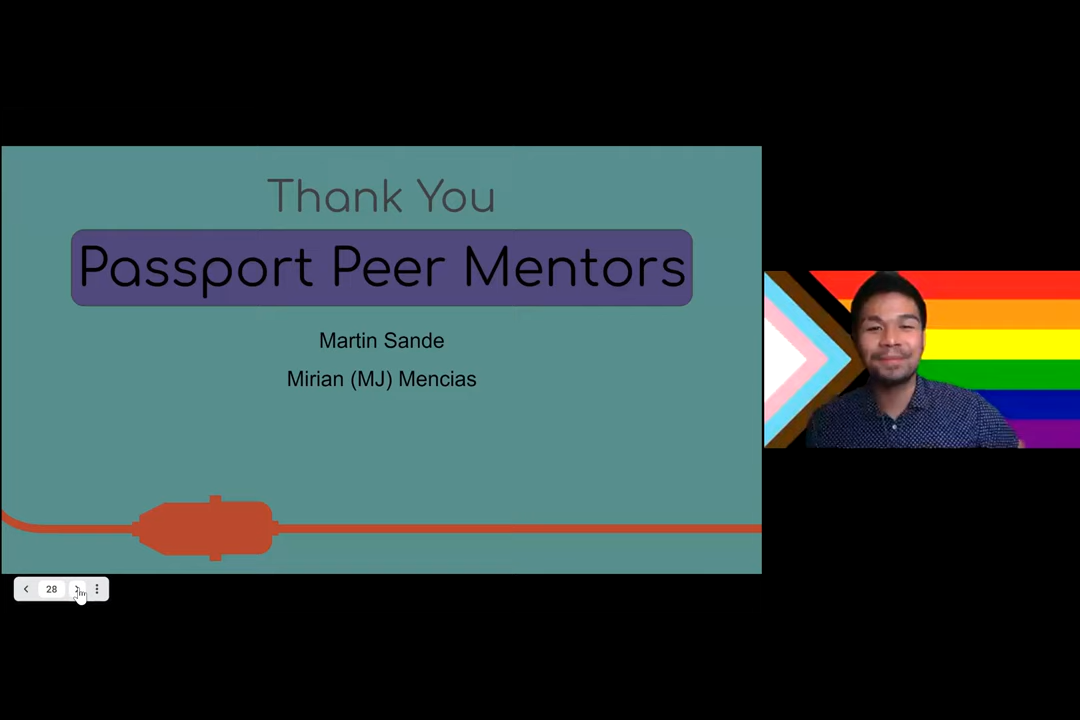 Thank You
Passport Peer Mentors
Martin Sande
Mirian (MJ) Mencias
28